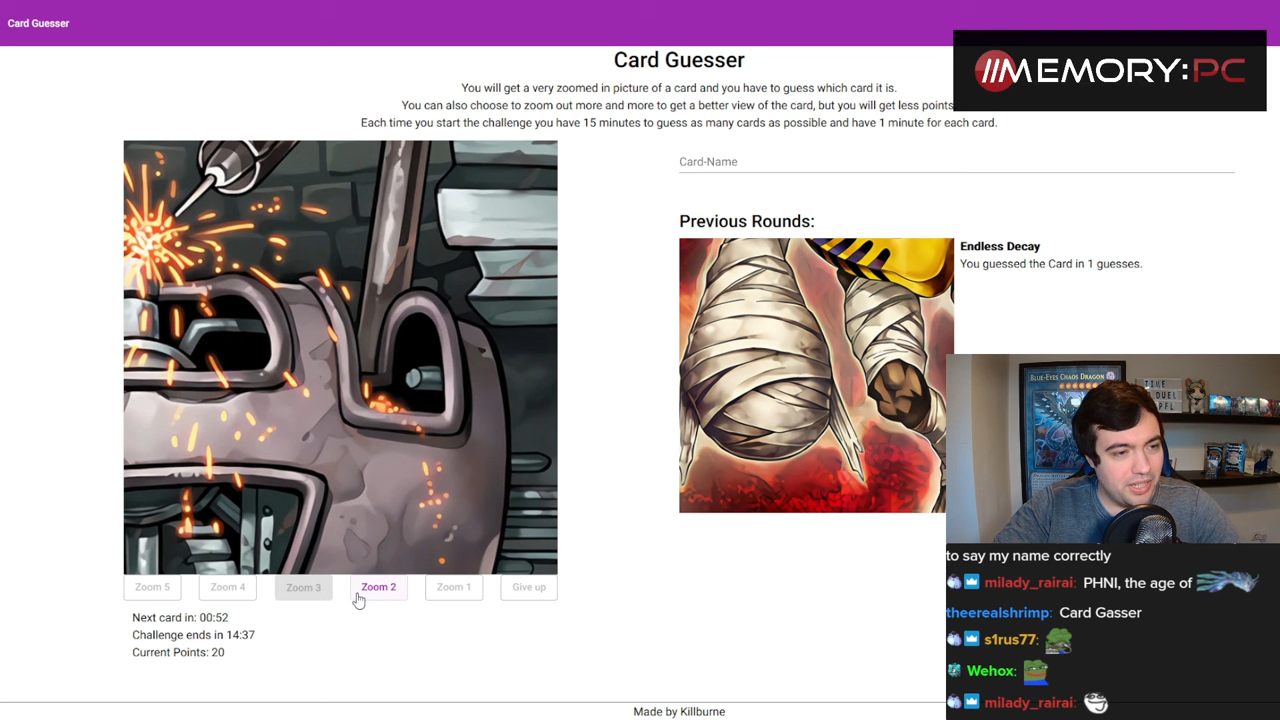 Card Guesser
//MEMORY:PC
Card Guesser
You will get a very zoomed in picture of a card and you have to guess which card it is.
You can also choose to zoom out more and more to get a better view of the card, but you will get less points
Each time you start the challenge you have 15 minutes to guess as many cards as possible and have 1 minute for each card.
Card-Name
Previous Rounds:
Endless Decay
You guessed the Card in 1 guesses.
BLUE-EYES CHAOS DRAGON
TIME
DUEL
Zoom 5
Zoom 4
Zoom 3
Zoom 2
Zoom 1
Give up
Next card in: 00:52
Challenge ends in 14:37
Current Points: 20
to say my name correctly
milady_rairai: PHNI, the age of
theerealshrimp: Card Gasser
s1rus77:
Wehox:
milady_rairai:
Made by Killburne